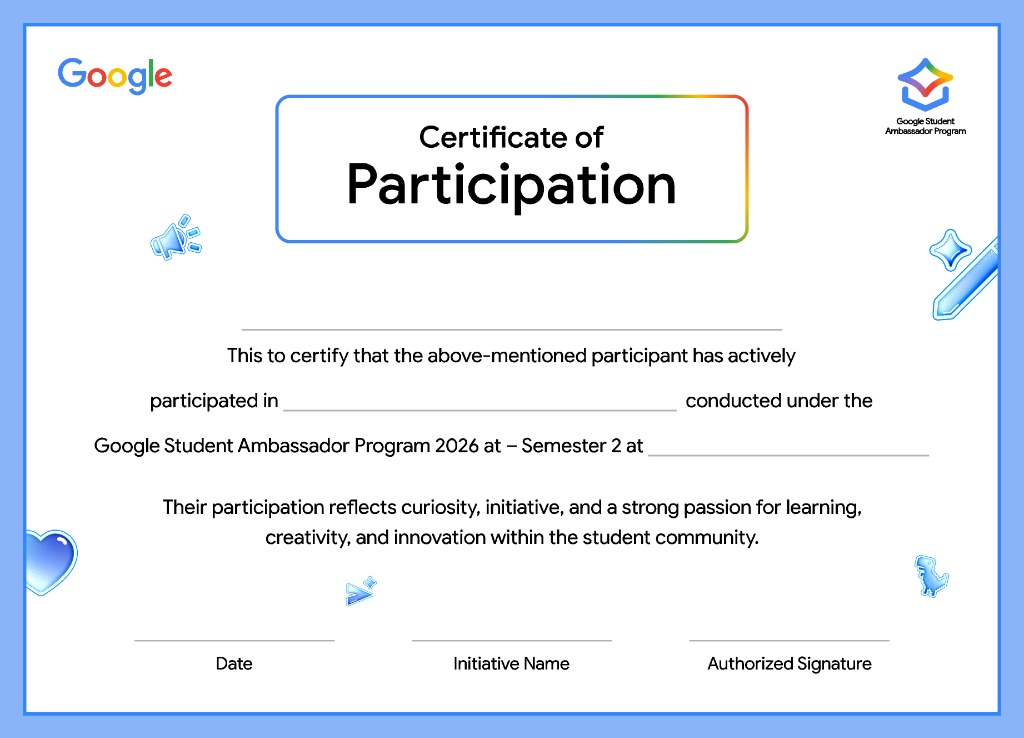 Google
Google Student
Ambassador Program
Certificate of
Participation
This to certify that the above-mentioned participant has actively
participated in conducted under the
Google Student Ambassador Program 2026 at – Semester 2 at
Their participation reflects curiosity, initiative, and a strong passion for learning,
creativity, and innovation within the student community.
Date
Initiative Name
Authorized Signature